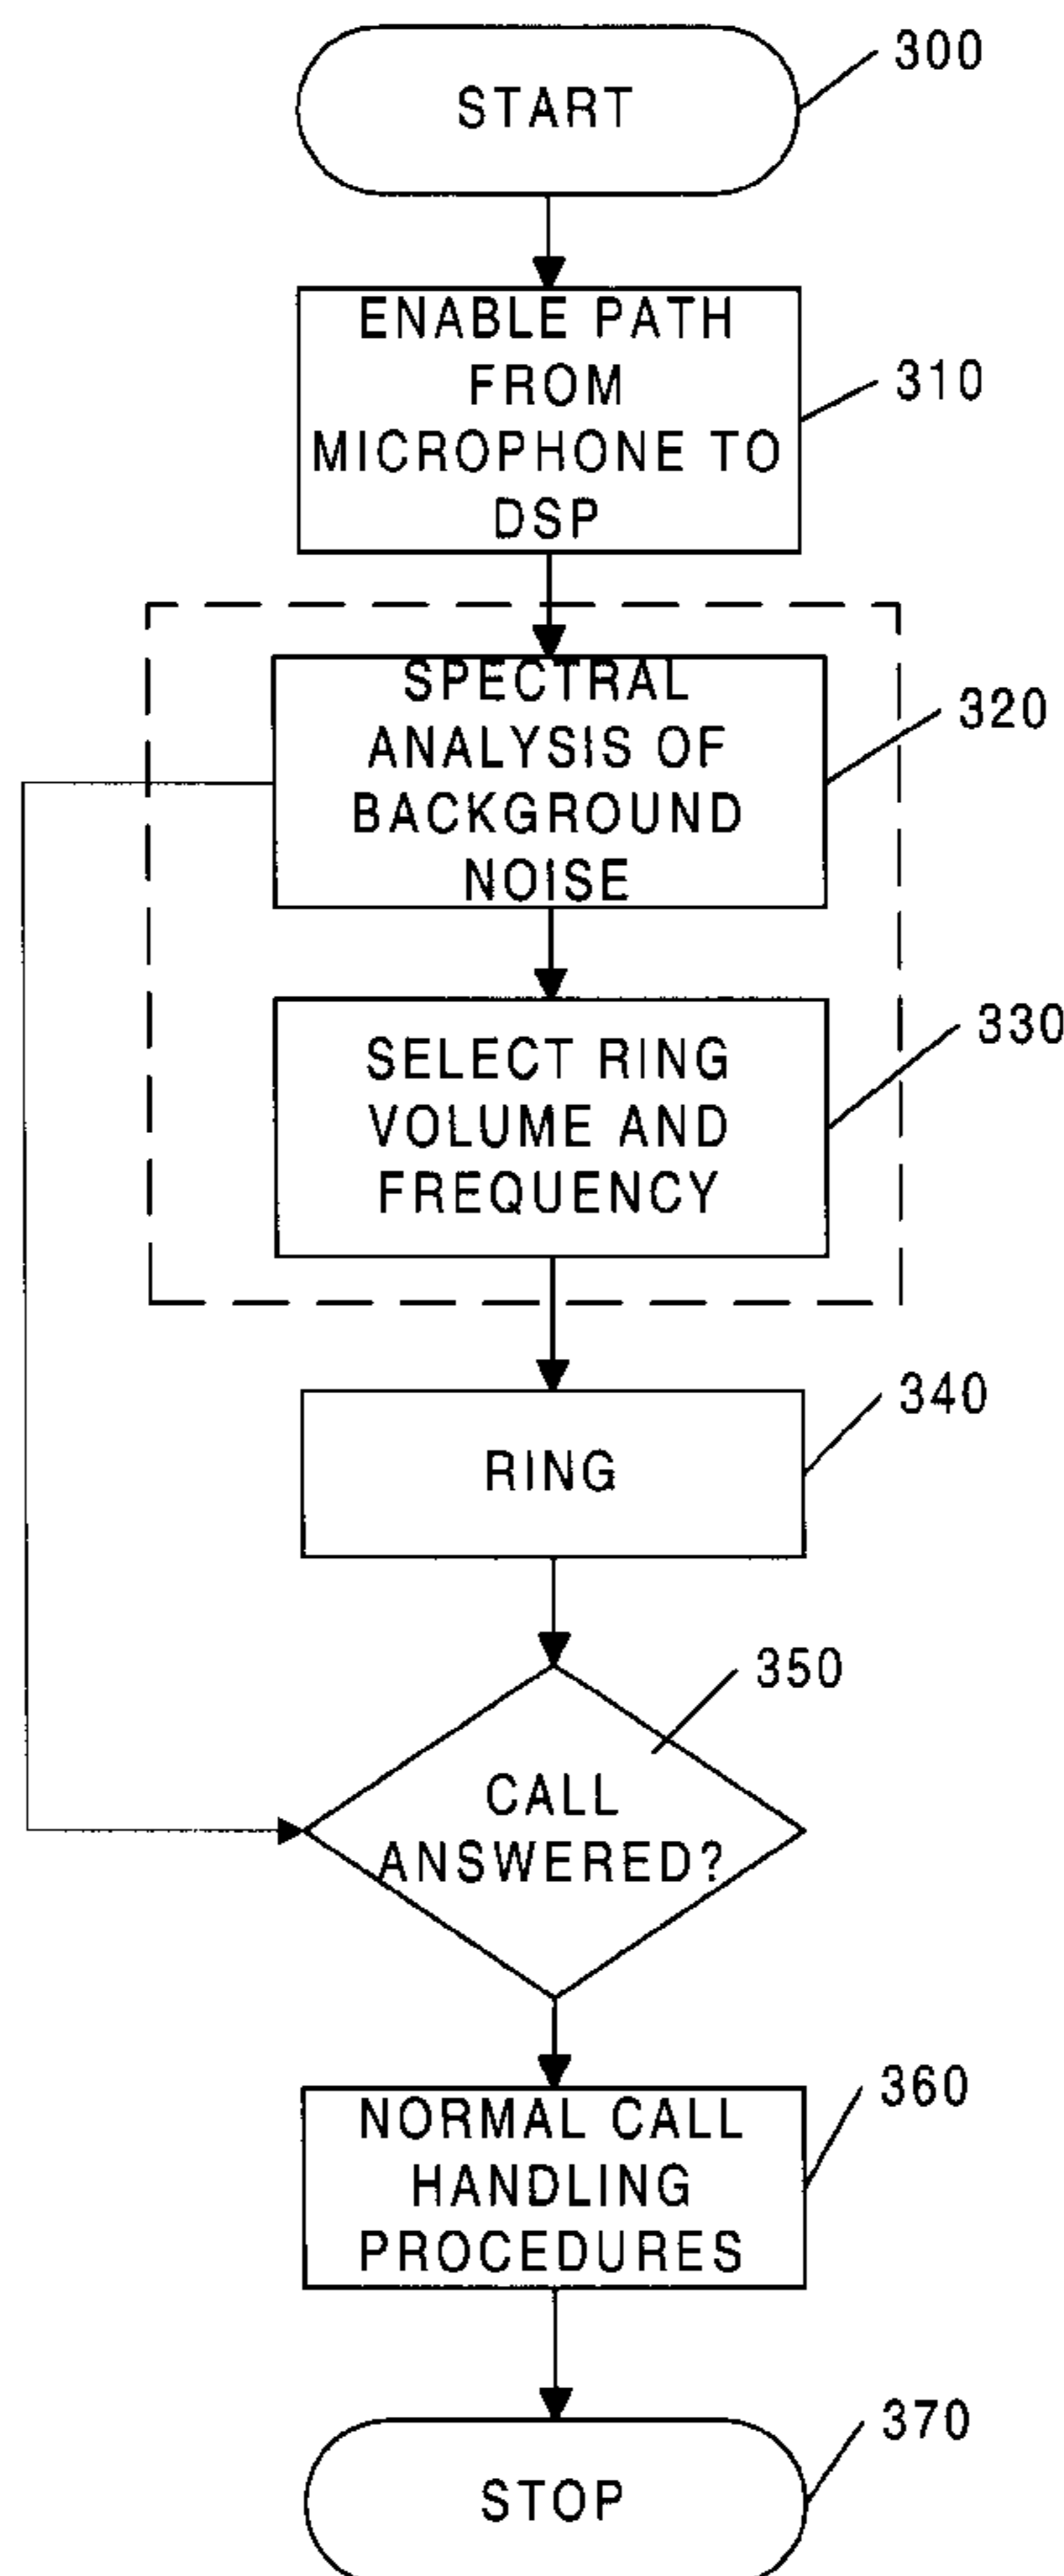 START
300
ENABLE PATH
FROM
MICROPHONE TO
DSP
310
SPECTRAL
ANALYSIS OF
BACKGROUND
NOISE
320
SELECT RING
VOLUME AND
FREQUENCY
330
RING
340
CALL
ANSWERED?
350
NORMAL CALL
HANDLING
PROCEDURES
360
STOP
370